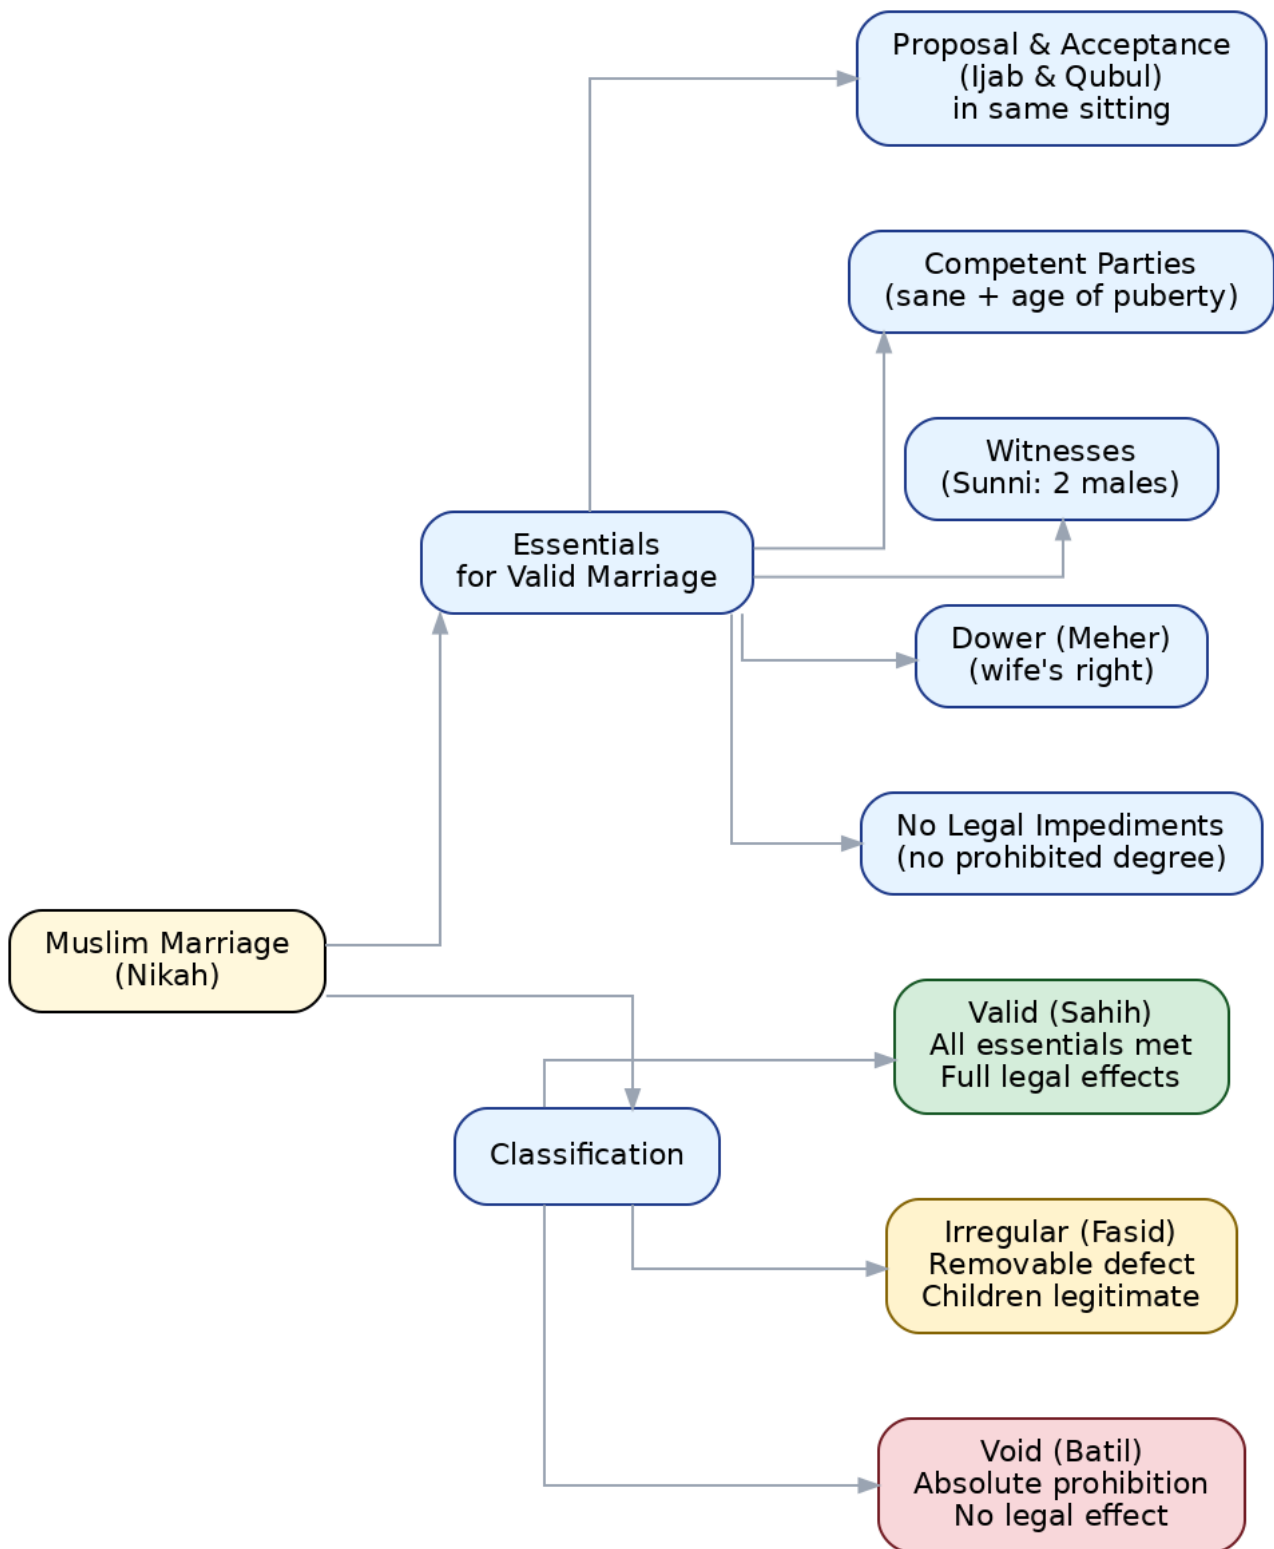 Proposal & Acceptance
(Ijab & Qubul)
in same sitting
Competent Parties
(sane + age of puberty)
Witnesses
(Sunni: 2 males)
Essentials
for Valid Marriage
Dower (Meher)
(wife's right)
No Legal Impediments
(no prohibited degree)
Muslim Marriage
(Nikah)
Valid (Sahih)
All essentials met
Full legal effects
Classification
Irregular (Fasid)
Removable defect
Children legitimate
Void (Batil)
Absolute prohibition
No legal effect